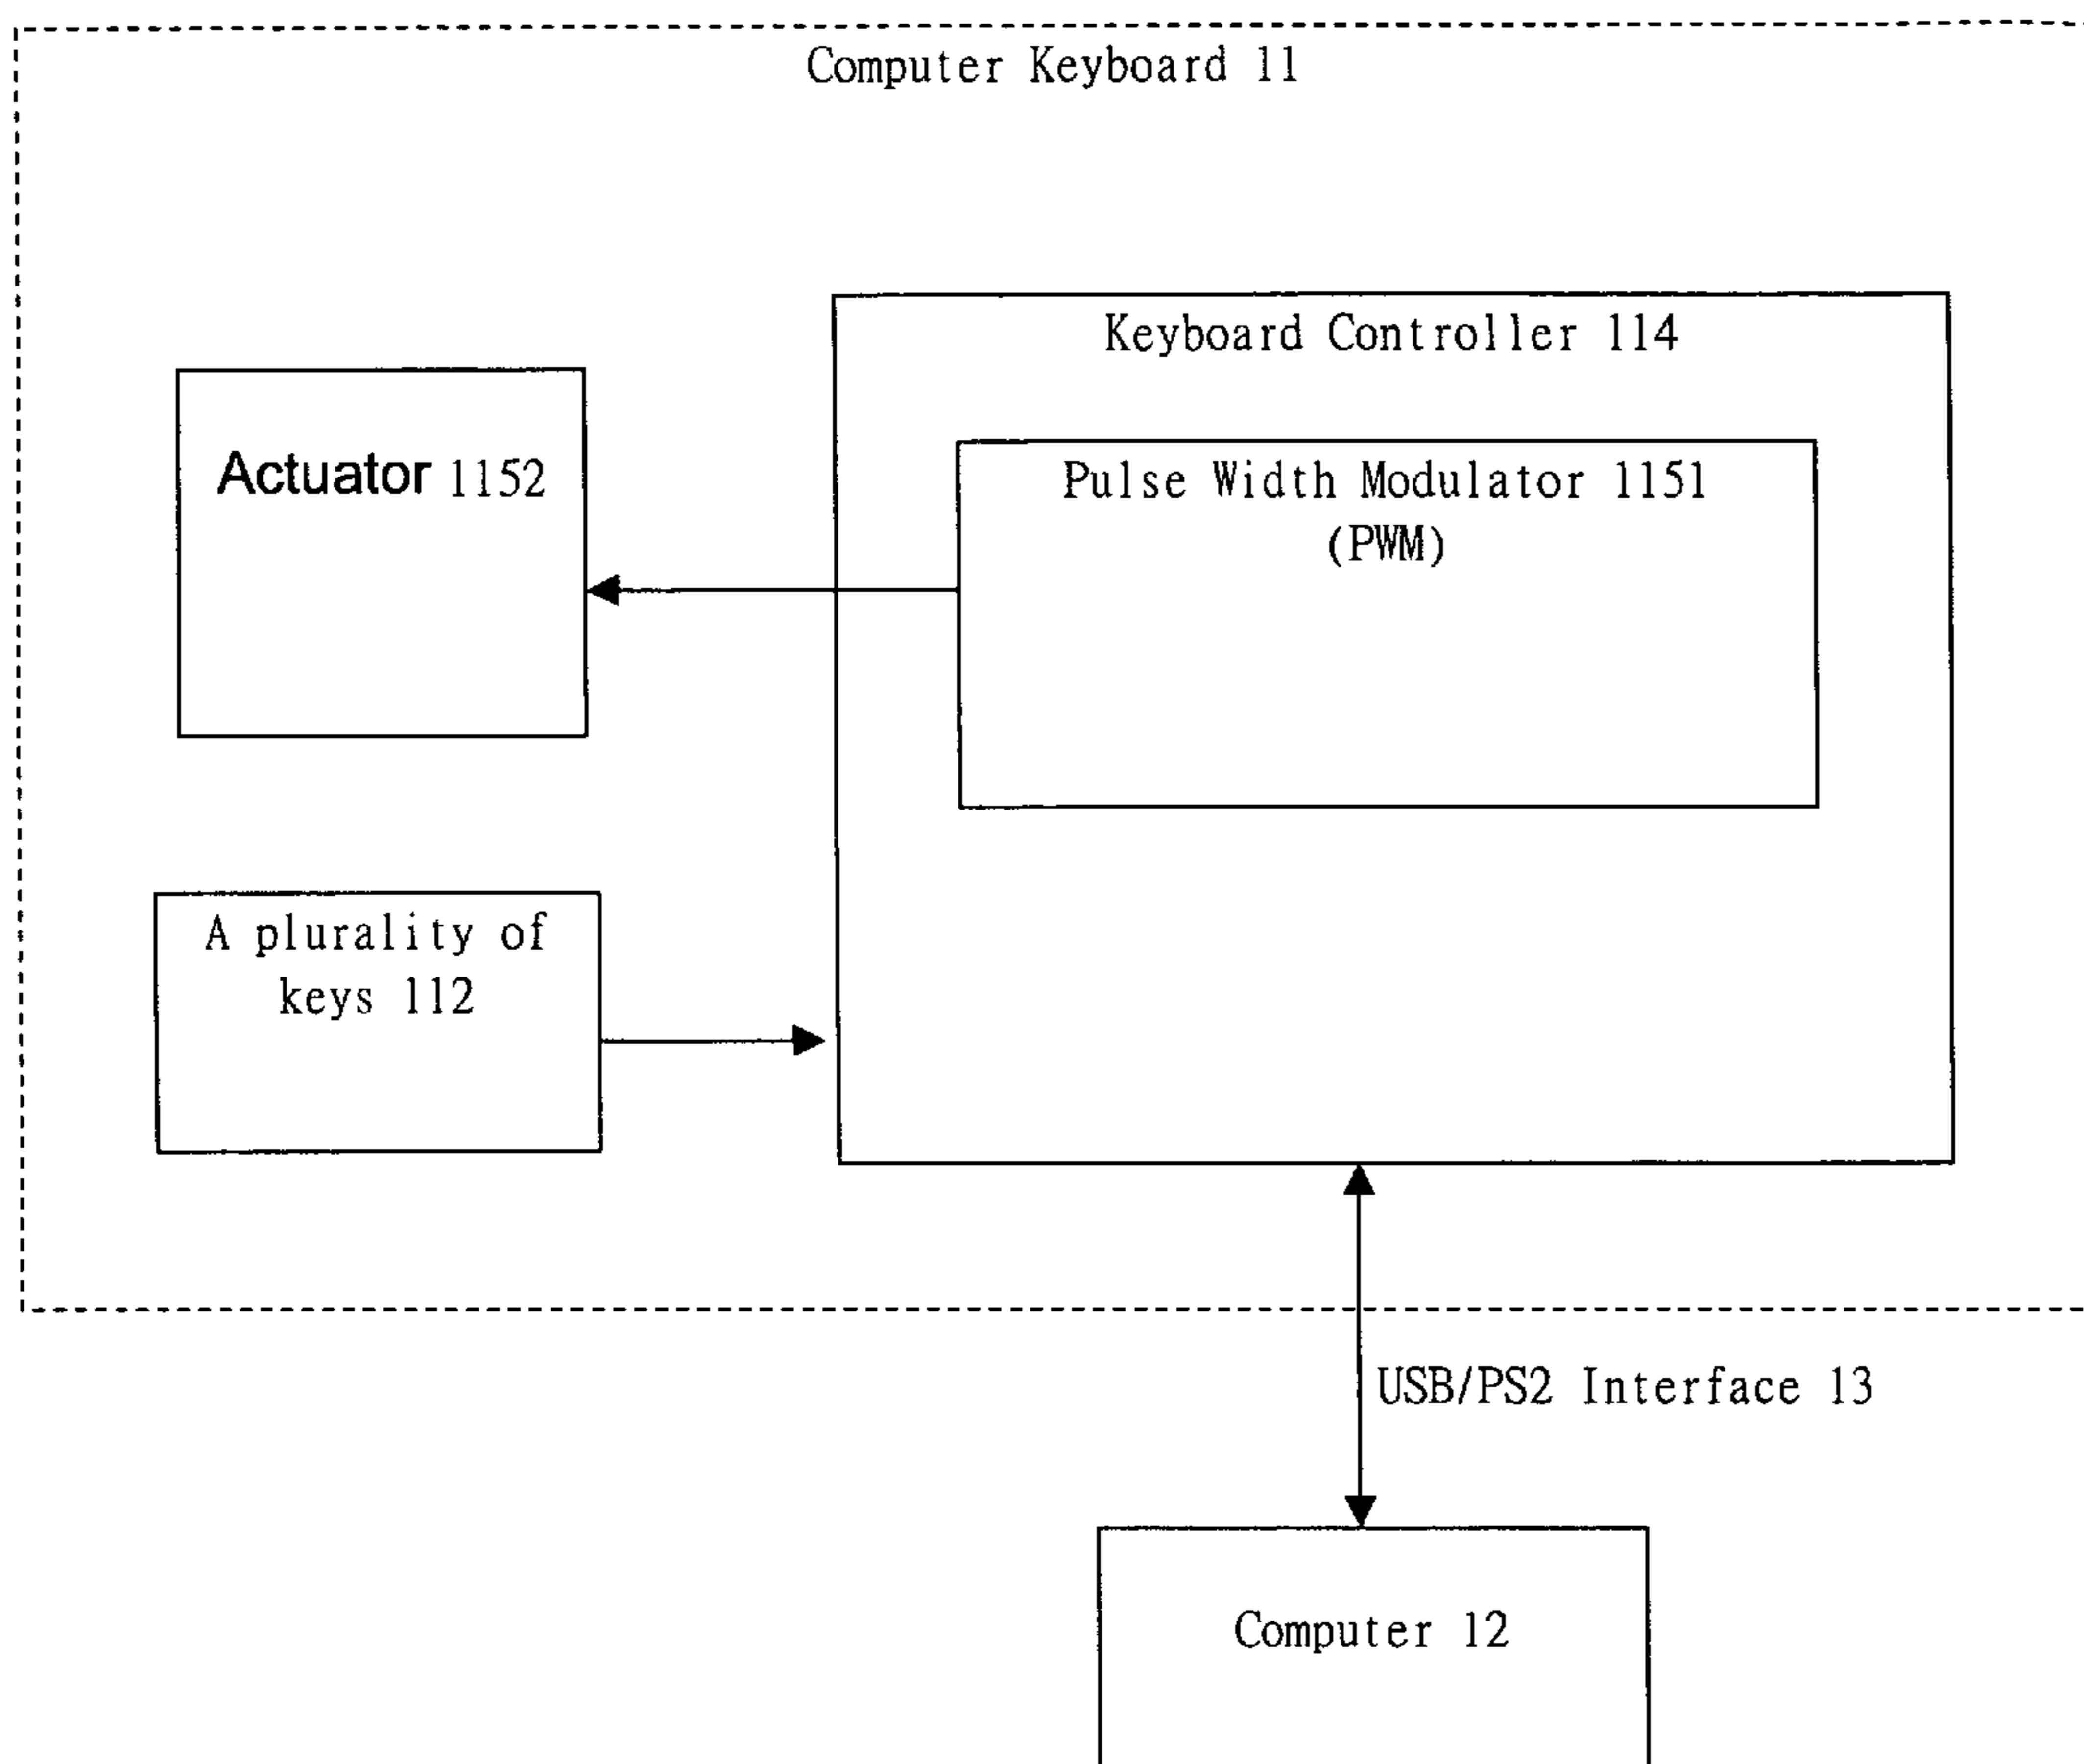 Computer Keyboard 11
Keyboard Controller 114
Actuator 1152
Pulse Width Modulator 1151
(PWM)
A plurality of
keys 112
USB/PS2 Interface 13
Computer 12